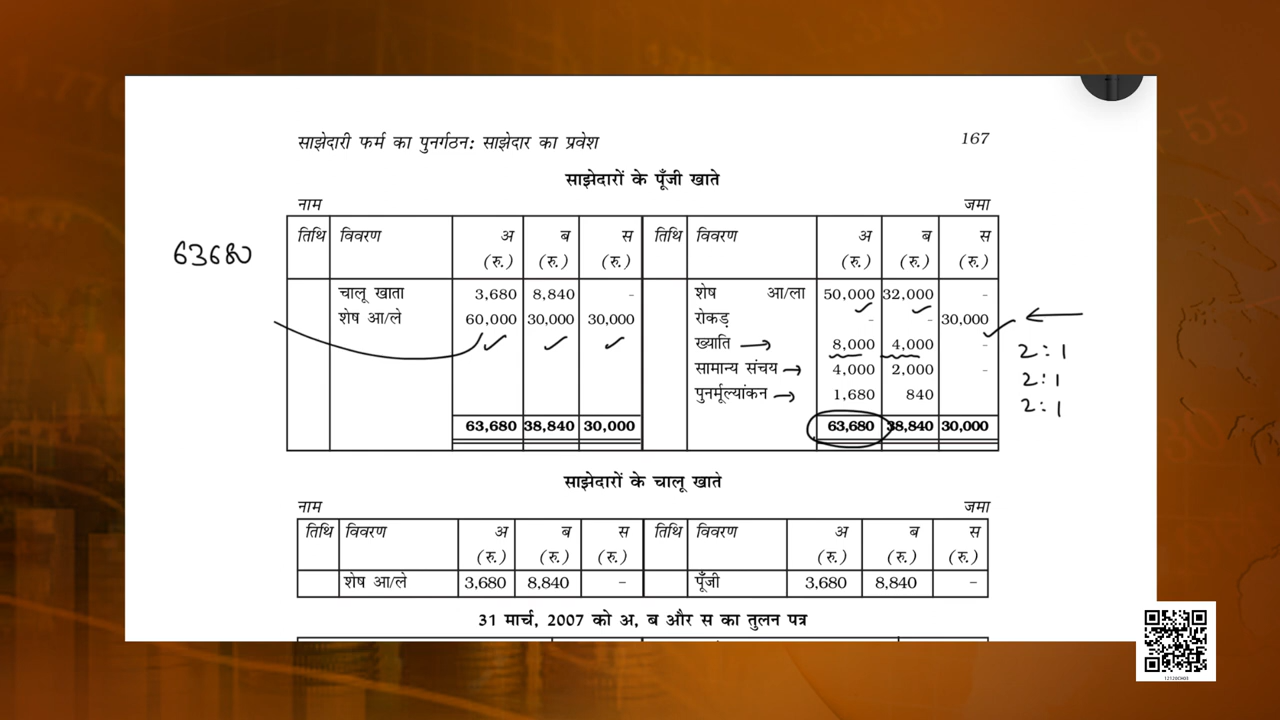 साझेदारी फर्म का पुनर्गठन: साझेदार का प्रवेश 167
साझेदारों के पूँजी खाते
नाम जमा
तिथि विवरण अ ब स तिथि विवरण अ ब स
(रु.) (रु.) (रु.) (रु.) (रु.) (रु.)
63680
चालू खाता 3,680 8,840 - शेष आ/ला 50,000 32,000 -
शेष आ/ले 60,000 30,000 30,000 रोकड़ - - 30,000
ख्याति → 8,000 4,000 - 2:1
सामान्य संचय → 4,000 2,000 - 2:1
पुनर्मूल्यांकन → 1,680 840 2:1
63,680 38,840 30,000 63,680 38,840 30,000
साझेदारों के चालू खाते
नाम जमा
तिथि विवरण अ ब स तिथि विवरण अ ब स
(रु.) (रु.) (रु.) (रु.) (रु.) (रु.)
शेष आ/ले 3,680 8,840 - पूँजी 3,680 8,840 -
31 मार्च, 2007 को अ, ब और स का तुलन पत्र
12126CH03